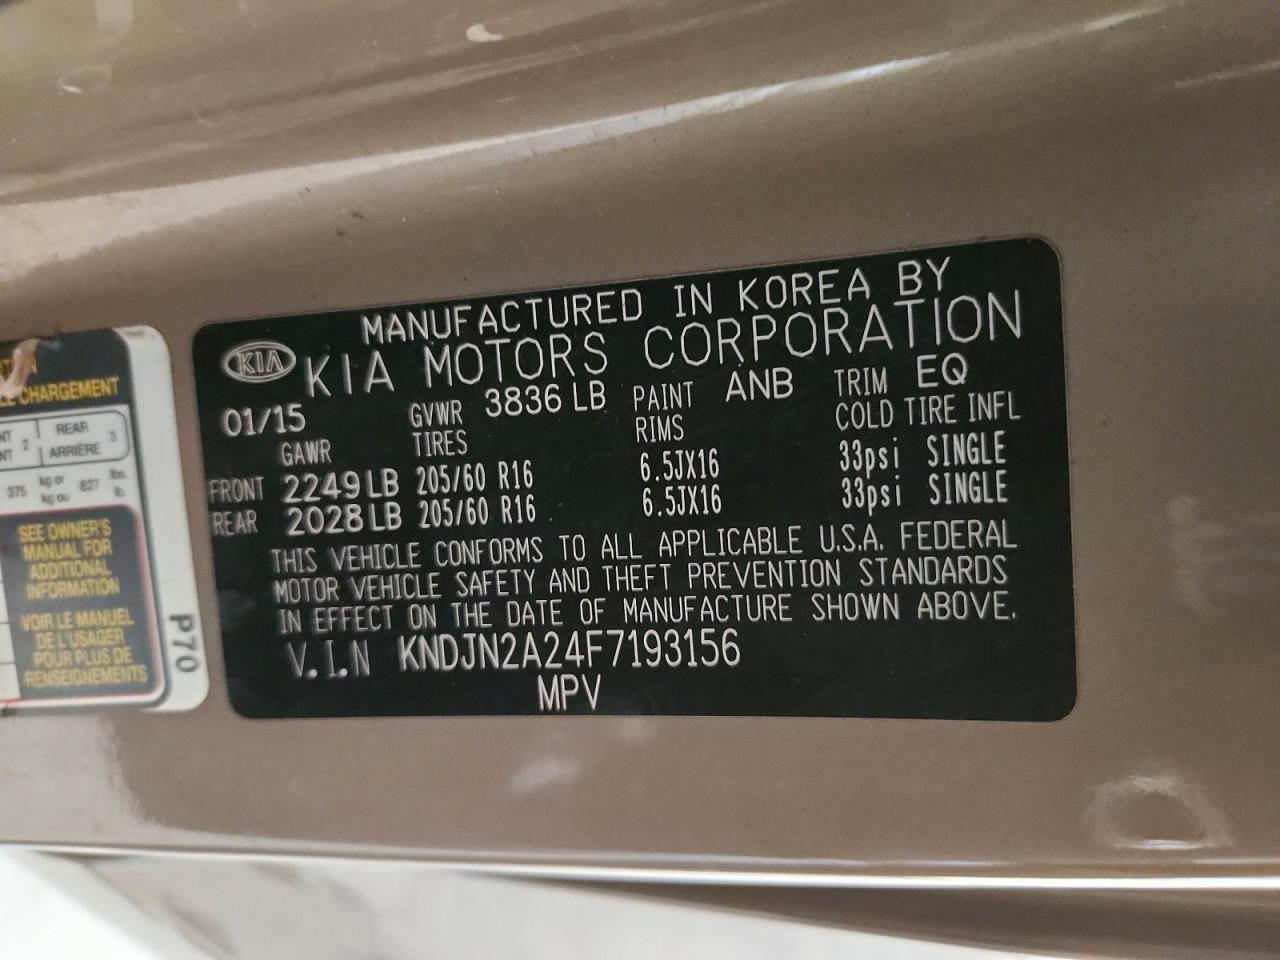 MANUFACTURED IN KOREA BY
KIA KIA MOTORS CORPORATION
01/15 GVWR 3836 LB PAINT ANB TRIM EQ
GAWR TIRES RIMS COLD TIRE INFL
FRONT 2249 LB 205/60 R16 6.5JX16 33psi SINGLE
REAR 2028 LB 205/60 R16 6.5JX16 33psi SINGLE
THIS VEHICLE CONFORMS TO ALL APPLICABLE U.S.A. FEDERAL
MOTOR VEHICLE SAFETY AND THEFT PREVENTION STANDARDS
IN EFFECT ON THE DATE OF MANUFACTURE SHOWN ABOVE.
V.I.N KNDJN2A24F7193156
MPV
CHARGEMENT
2 REAR 3
ARRIÈRE
375 kg or 827 lbs.
kg ou lb.
SEE OWNER'S
MANUAL FOR
ADDITIONAL
INFORMATION
VOIR LE MANUEL
DE L'USAGER
POUR PLUS DE
RENSEIGNEMENTS
P70